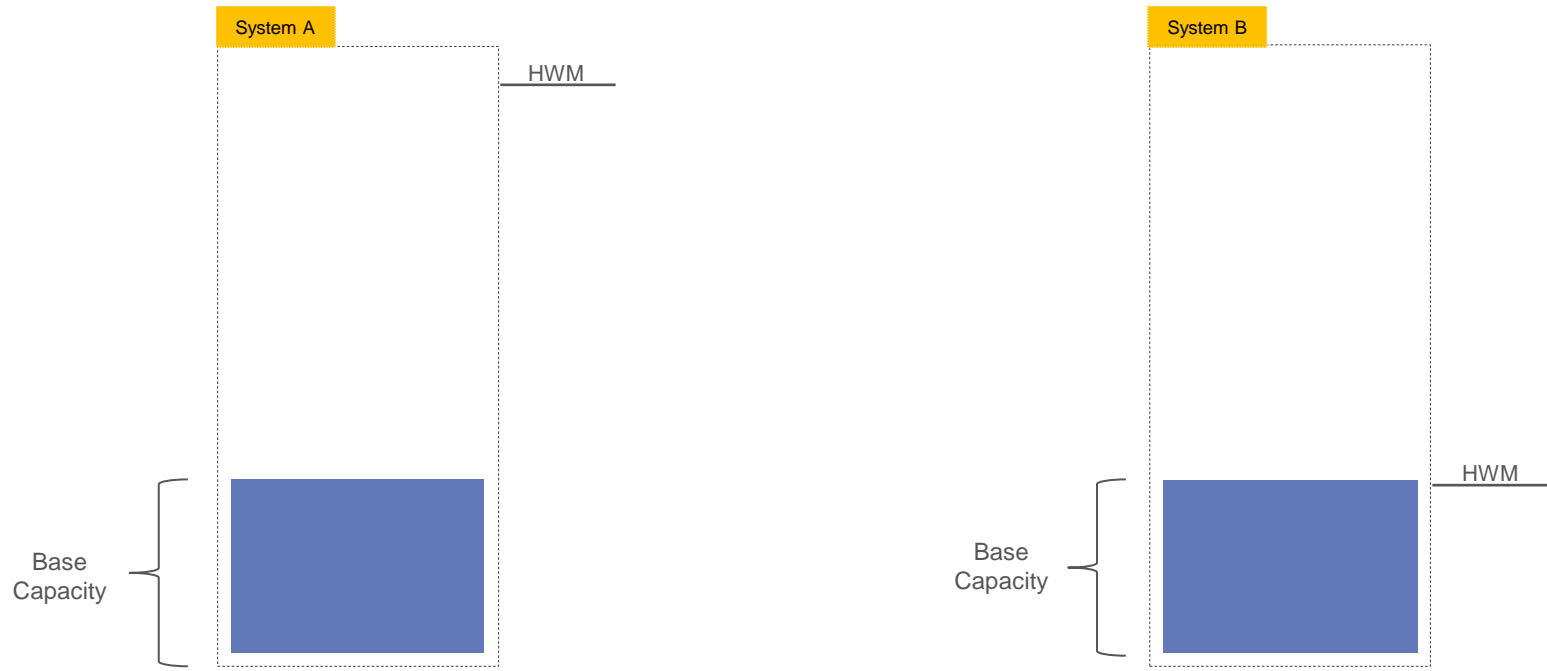 System A
HWM
Base
Capacity
System B
HWM
Base
Capacity